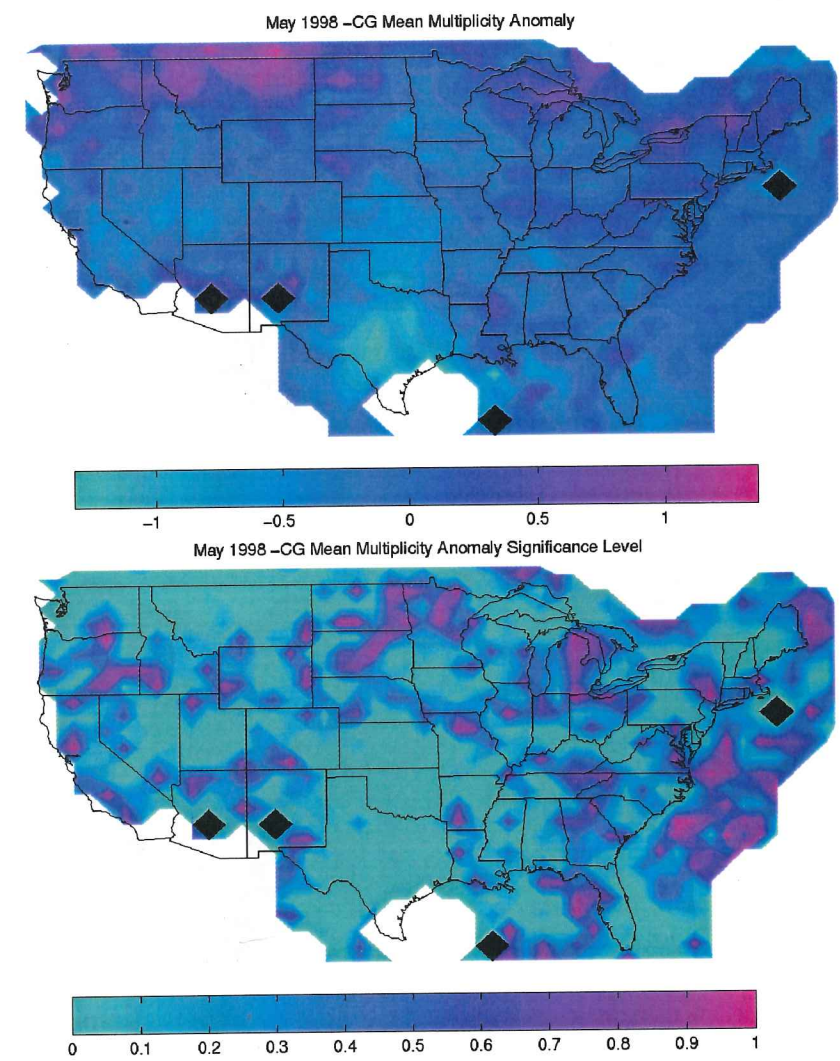 May 1998 –CG Mean Multiplicity Anomaly
−1 −0.5 0 0.5 1
May 1998 –CG Mean Multiplicity Anomaly Significance Level
0 0.1 0.2 0.3 0.4 0.5 0.6 0.7 0.8 0.9 1